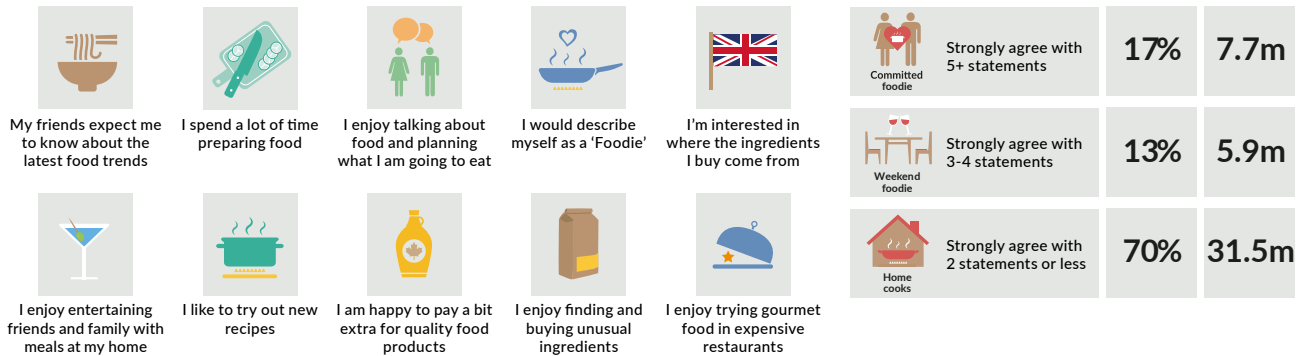 My friends expect me
to know about the
latest food trends
I spend a lot of time
preparing food
I enjoy talking about
food and planning
what I am going to eat
I would describe
myself as a ‘Foodie’
I’m interested in
where the ingredients
I buy come from
I enjoy entertaining
friends and family with
meals at my home
I like to try out new
recipes
I am happy to pay a bit
extra for quality food
products
I enjoy finding and
buying unusual
ingredients
I enjoy trying gourmet
food in expensive
restaurants
Committed
foodie
Strongly agree with
5+ statements
17%
7.7m
Weekend
foodie
Strongly agree with
3-4 statements
13%
5.9m
Home
cooks
Strongly agree with
2 statements or less
70%
31.5m